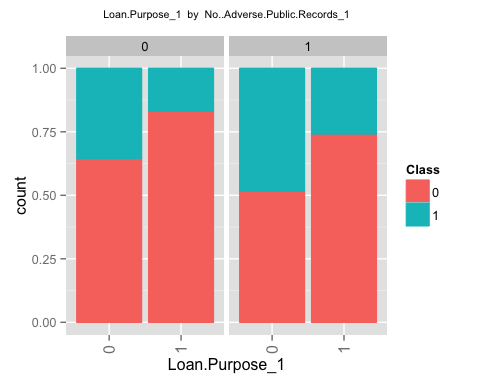 Loan.Purpose_1 by No..Adverse.Public.Records_1
0 1
1.00
0.75
0.50
0.25
0.00
count
0 1 0 1
Loan.Purpose_1
Class
0
1